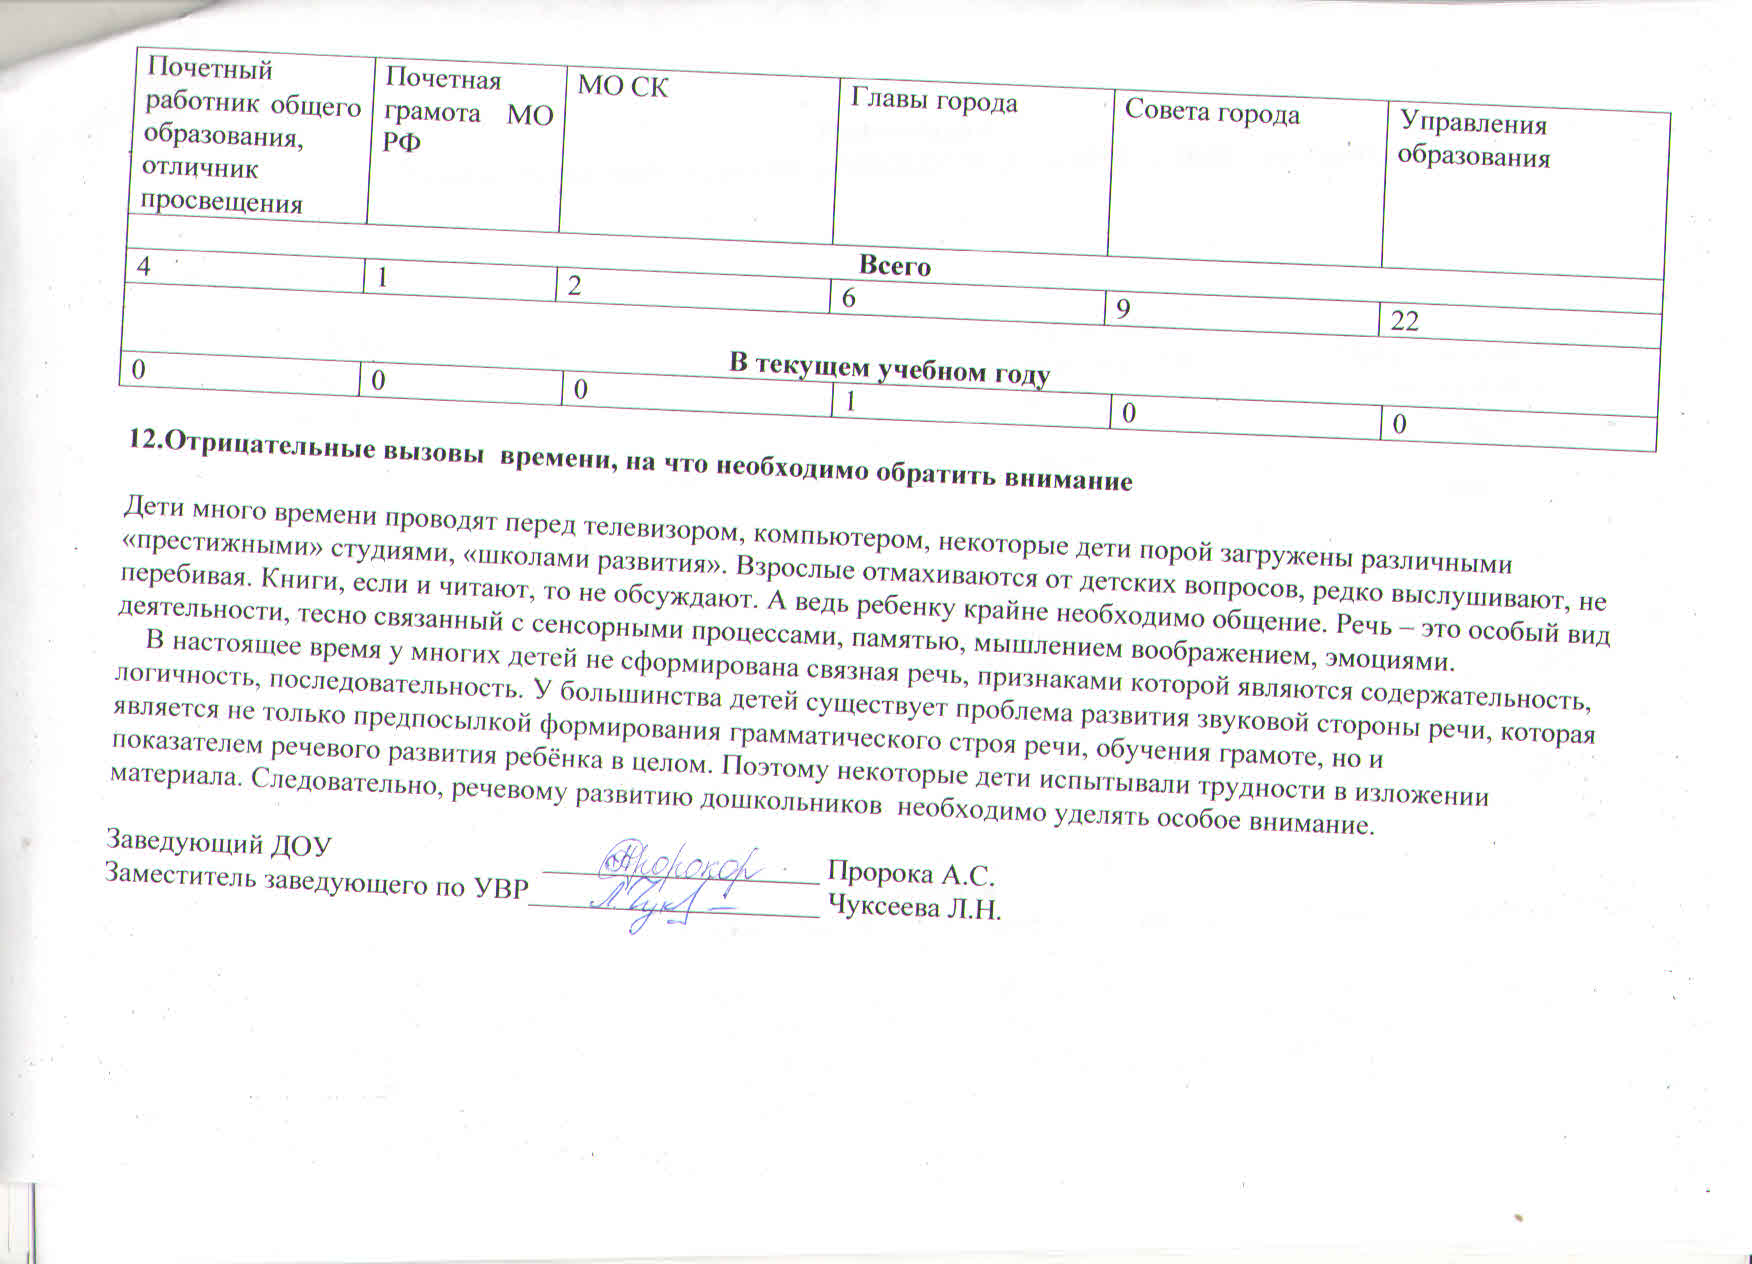 Почетный
работник общего
образования,
отличник
просвещения
Почетная
грамота МО
РФ
МО СК
Главы города
Совета города
Управления
образования
Всего
4 1 2 6 9 22
В текущем учебном году
0 0 0 1 0 0
12.Отрицательные вызовы времени, на что необходимо обратить внимание
Дети много времени проводят перед телевизором, компьютером, некоторые дети порой загружены различными
«престижными» студиями, «школами развития». Взрослые отмахиваются от детских вопросов, редко выслушивают, не
перебивая. Книги, если и читают, то не обсуждают. А ведь ребенку крайне необходимо общение. Речь – это особый вид
деятельности, тесно связанный с сенсорными процессами, памятью, мышлением воображением, эмоциями.
В настоящее время у многих детей не сформирована связная речь, признаками которой являются содержательность,
логичность, последовательность. У большинства детей существует проблема развития звуковой стороны речи, которая
является не только предпосылкой формирования грамматического строя речи, обучения грамоте, но и
показателем речевого развития ребёнка в целом. Поэтому некоторые дети испытывали трудности в изложении
материала. Следовательно, речевому развитию дошкольников необходимо уделять особое внимание.
Заведующий ДОУ Пророка А.С.
Заместитель заведующего по УВР Чуксеева Л.Н.